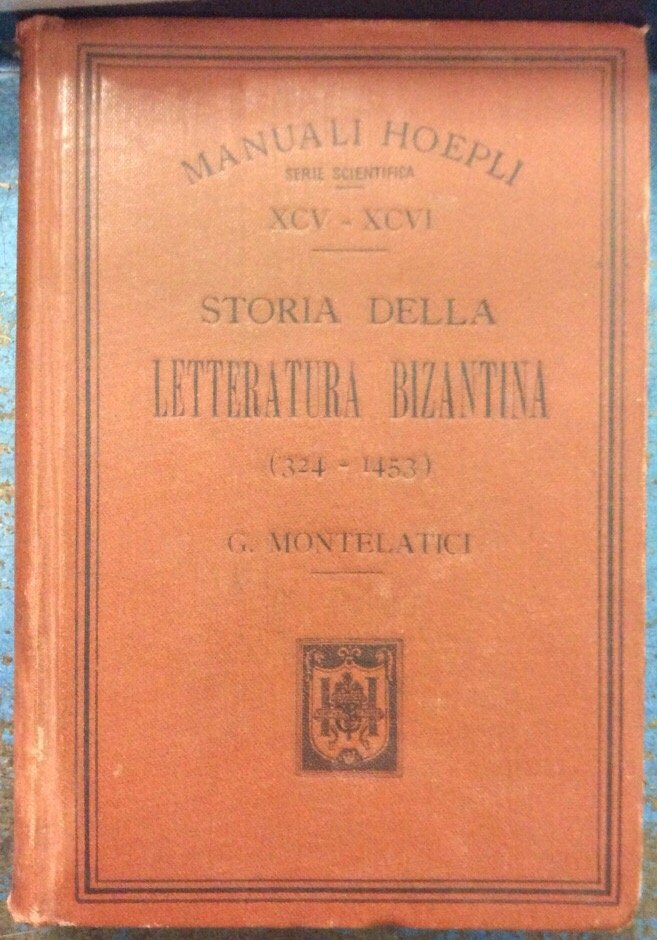 MANUALI HOEPLI
SERIE SCIENTIFICA
XCV - XCVI
STORIA DELLA
LETTERATURA BIZANTINA
(324 - 1453)
G. MONTELATICI